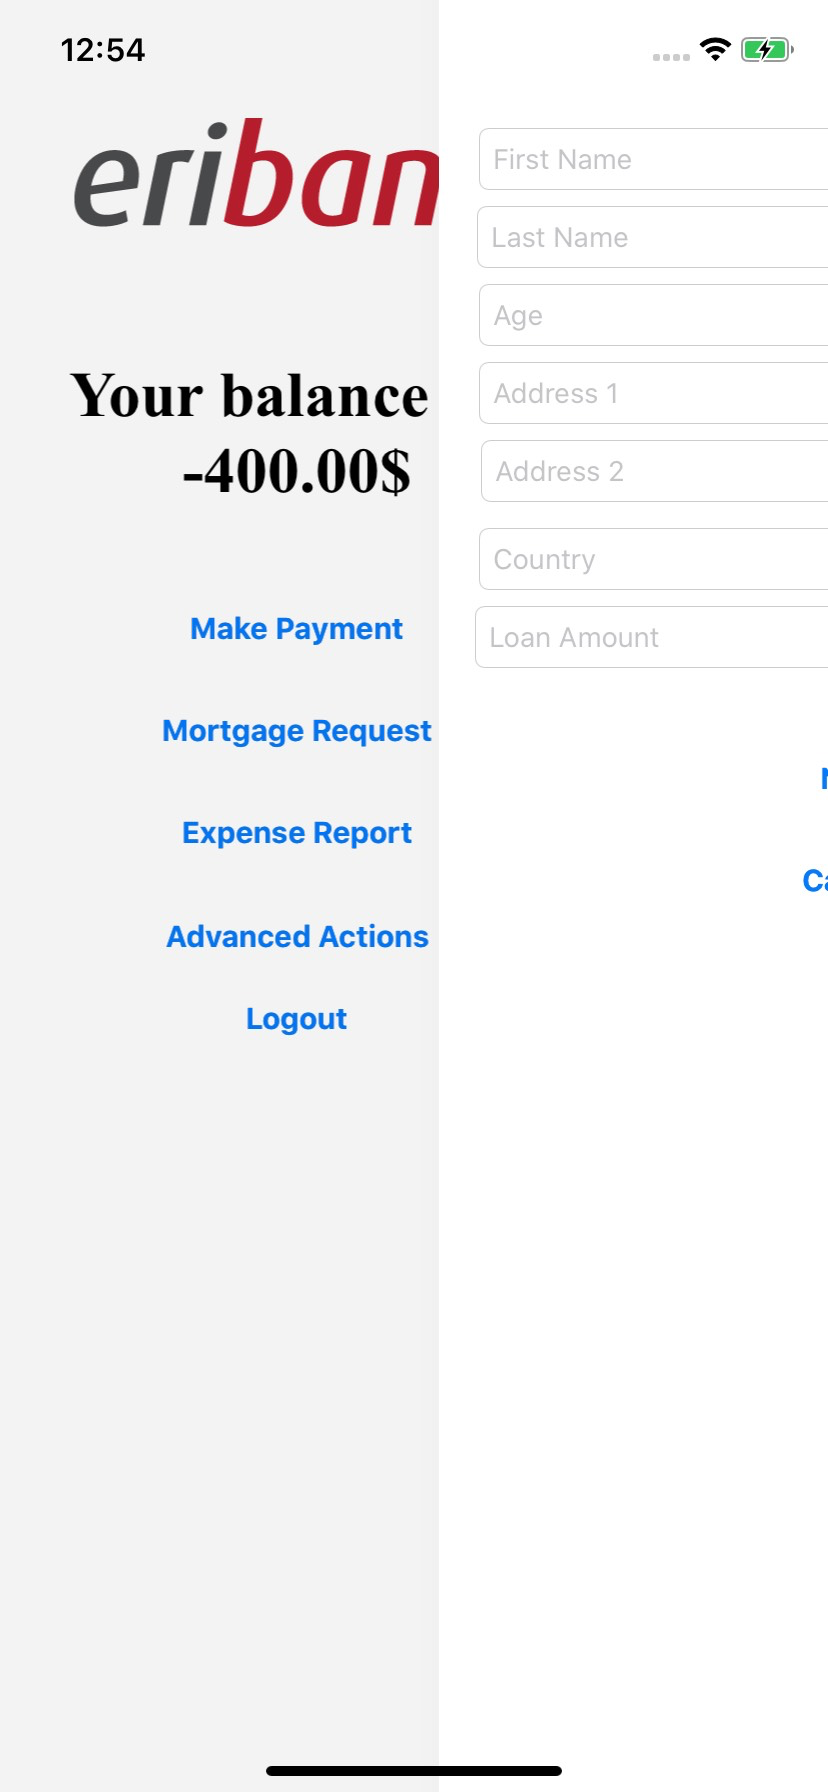 12:54
eriban
Your balance
-400.00$
Make Payment
Mortgage Request
Expense Report
Advanced Actions
Logout
First Name
Last Name
Age
Address 1
Address 2
Country
Loan Amount
Ca